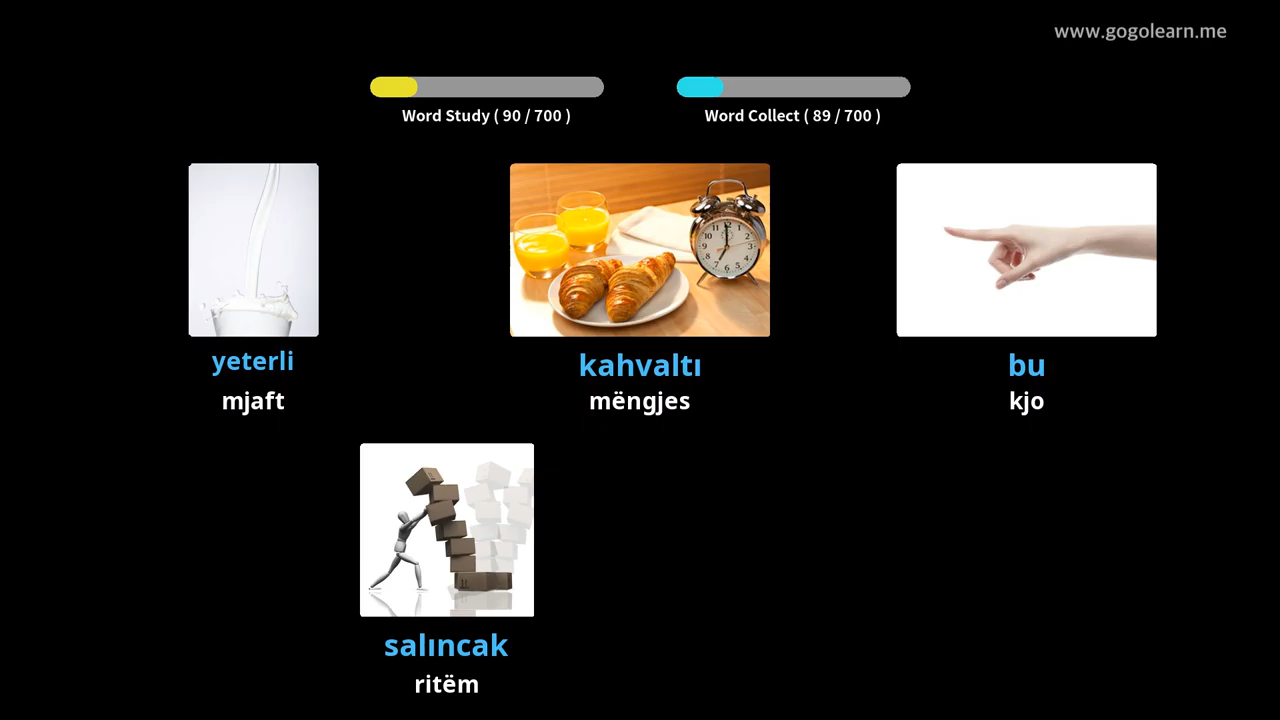 www.gogolearn.me
Word Study ( 90 / 700 )
Word Collect ( 89 / 700 )
yeterli
mjaft
kahvaltı
mëngjes
bu
kjo
salıncak
ritëm